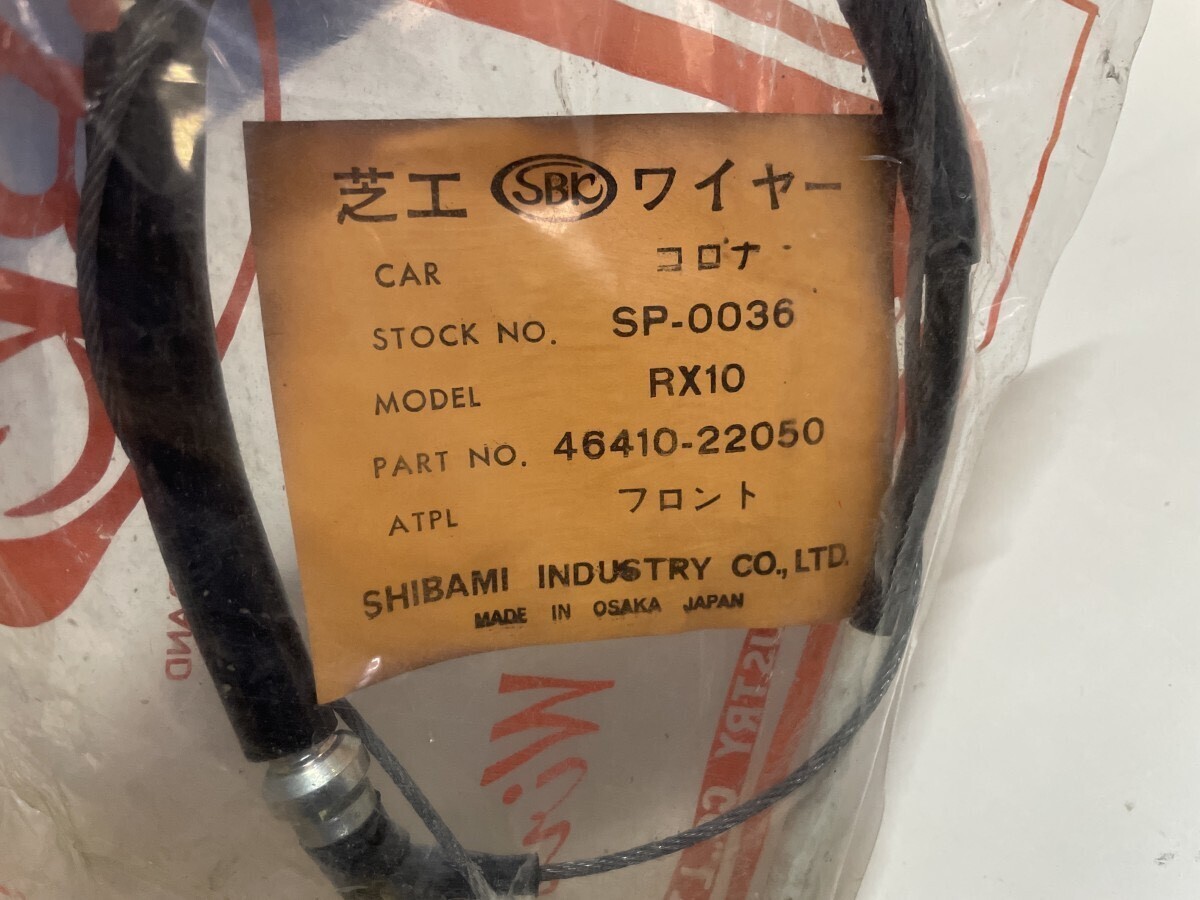 芝工 SBK ワイヤー
CAR コロナ
STOCK NO. SP-0036
MODEL RX10
PART NO. 46410-22050
ATPL フロント
SHIBAMI INDUSTRY CO., LTD.
MADE IN OSAKA JAPAN